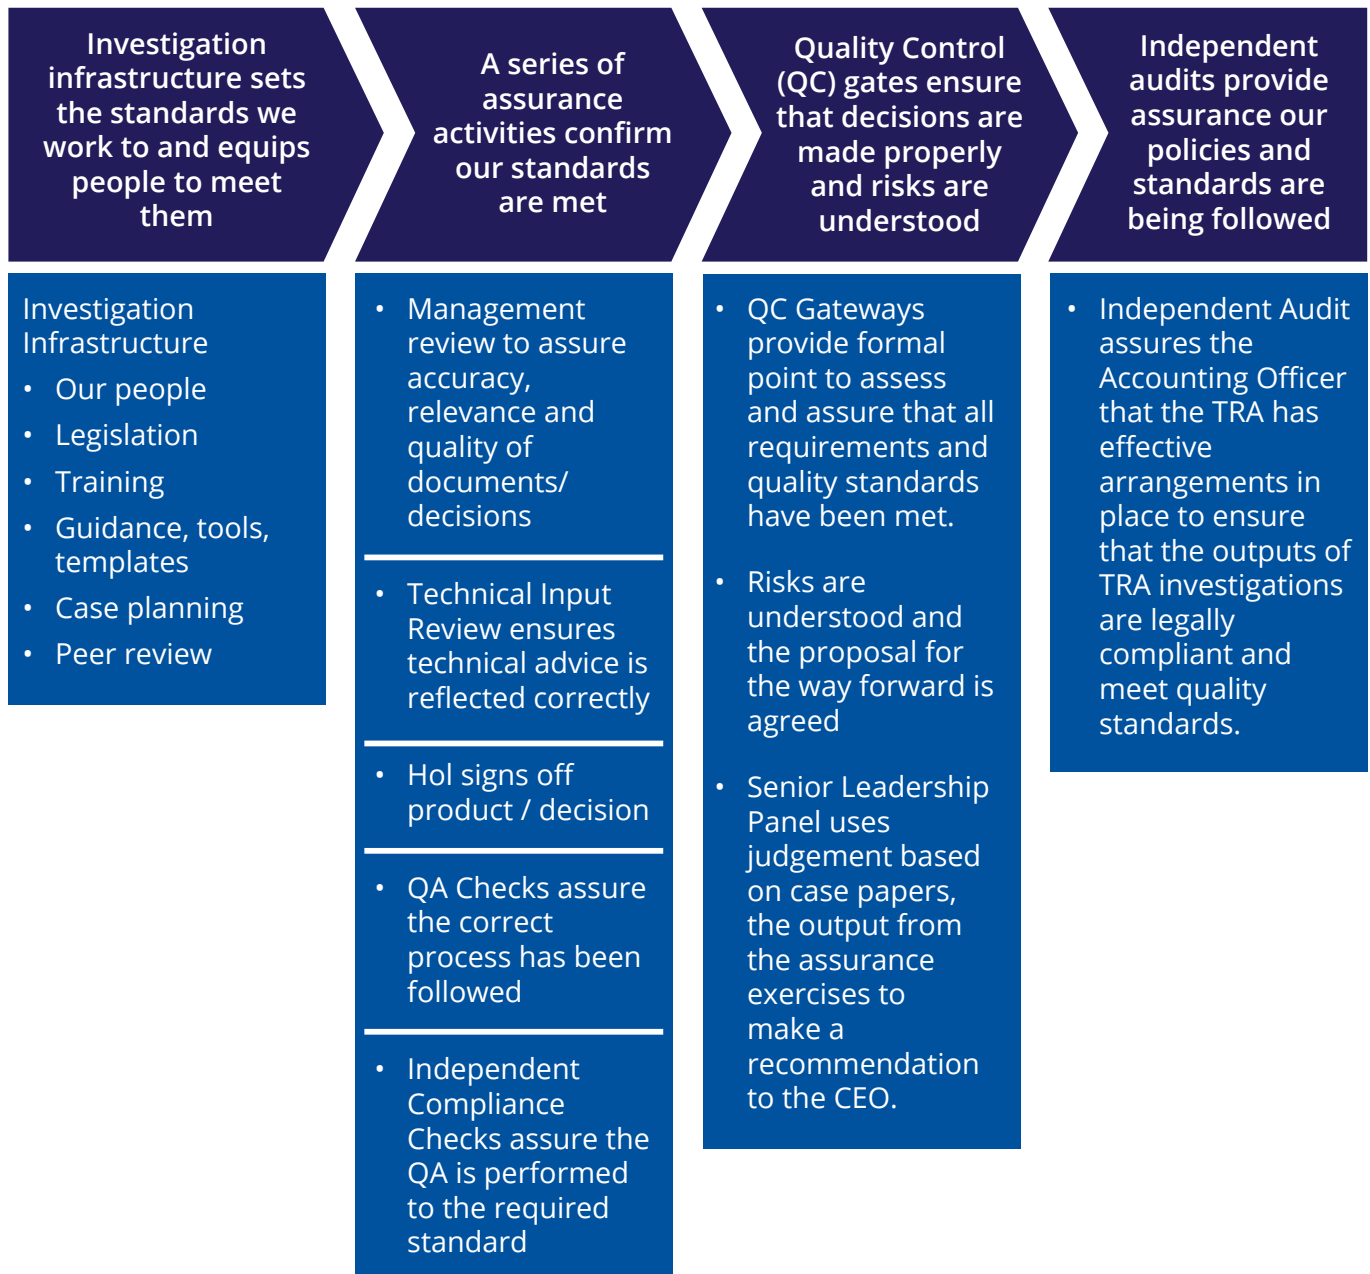 Investigation
infrastructure sets
the standards we
work to and equips
people to meet
them
Investigation
Infrastructure
• Our people
• Legislation
• Training
• Guidance, tools,
templates
• Case planning
• Peer review
A series of
assurance
activities confirm
our standards
are met
• Management
review to assure
accuracy,
relevance and
quality of
documents/
decisions
• Technical Input
Review ensures
technical advice is
reflected correctly
• HoI signs off
product / decision
• QA Checks assure
the correct
process has been
followed
• Independent
Compliance
Checks assure the
QA is performed
to the required
standard
Quality Control
(QC) gates ensure
that decisions are
made properly
and risks are
understood
• QC Gateways
provide formal
point to assess
and assure that all
requirements and
quality standards
have been met.
• Risks are
understood and
the proposal for
the way forward is
agreed
• Senior Leadership
Panel uses
judgement based
on case papers,
the output from
the assurance
exercises to
make a
recommendation
to the CEO.
Independent
audits provide
assurance our
policies and
standards are
being followed
• Independent Audit
assures the
Accounting Officer
that the TRA has
effective
arrangements in
place to ensure
that the outputs of
TRA investigations
are legally
compliant and
meet quality
standards.